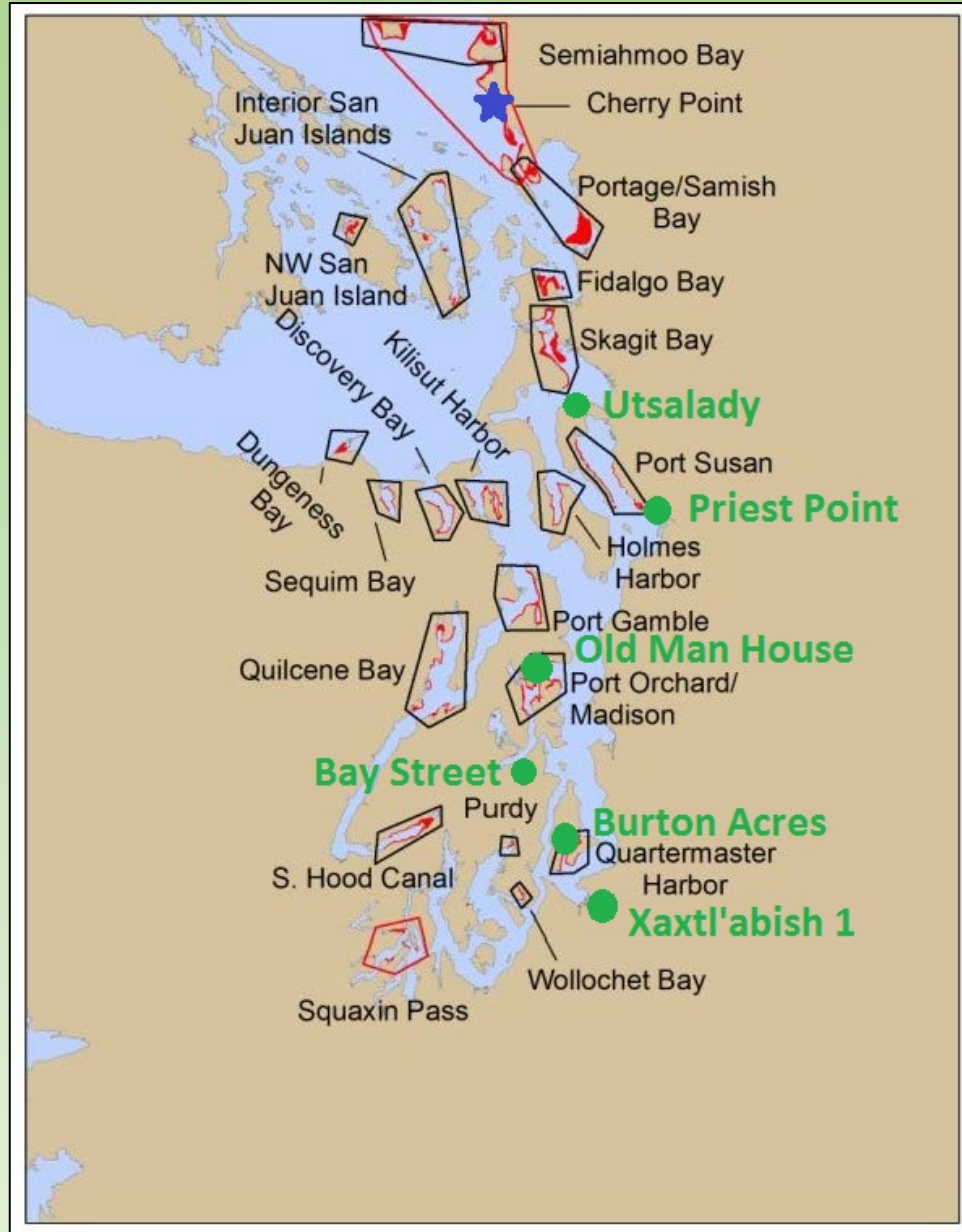 Semiahmoo Bay
Interior San
Juan Islands
Cherry Point
Portage/Samish
Bay
NW San
Juan Island
Fidalgo Bay
Discovery Bay
Kilisut Harbor
Skagit Bay
Utsalady
Dungeness
Bay
Port Susan
Priest Point
Sequim Bay
Holmes
Harbor
Port Gamble
Old Man House
Quilcene Bay
Port Orchard/
Madison
Bay Street
Purdy
Burton Acres
Quartermaster
Harbor
S. Hood Canal
Xaxtl'abish 1
Wollochet Bay
Squaxin Pass